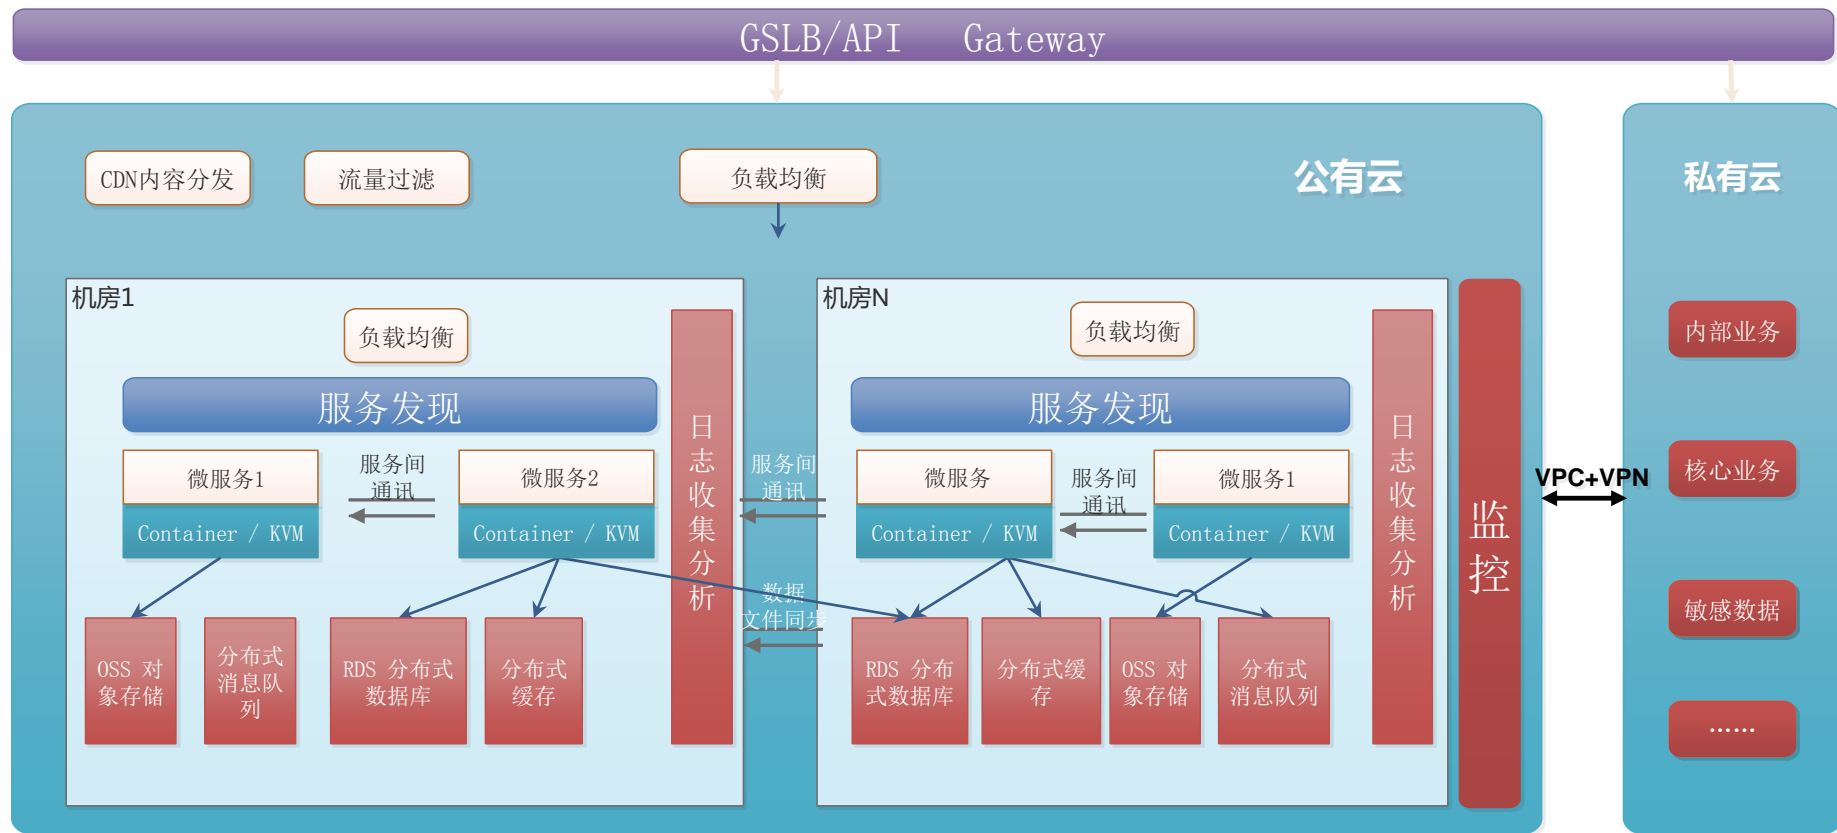 GSLB/API Gateway
CDN内容分发
流量过滤
负载均衡
公有云
私有云
机房1
负载均衡
服务发现
微服务1
Container / KVM
服务间
通讯
微服务2
Container / KVM
OSS 对
象存储
分布式
消息队
列
RDS 分布式
数据库
分布式
缓存
日
志
收
集
分
析
服务间
通讯
数据
文件同步
机房N
负载均衡
服务发现
微服务
Container / KVM
服务间
通讯
微服务1
Container / KVM
RDS 分布
式数据库
分布式缓
存
OSS 对
象存储
分布式
消息队列
日
志
收
集
分
析
监
控
VPC+VPN
内部业务
核心业务
敏感数据
······